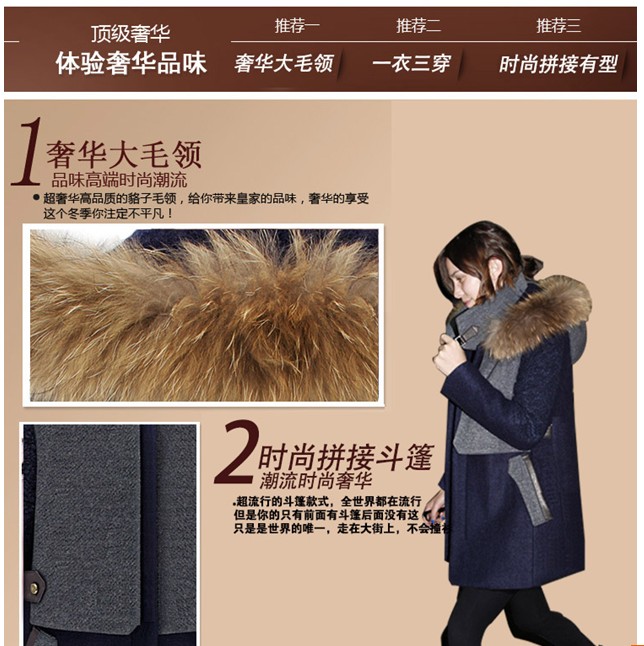 顶级奢华
体验奢华品味
推荐一
奢华大毛领
推荐二
一衣三穿
推荐三
时尚拼接有型
1 奢华大毛领
品味高端时尚潮流
●超奢华高品质的貉子毛领，给你带来皇家的品味，奢华的享受
这个冬季你注定不平凡！
2 时尚拼接斗篷
潮流时尚奢华
.超流行的斗篷款式，全世界都在流行
但是你的只有前面有斗篷后面没有这
只是是世界的唯一，走在大街上，不会撞